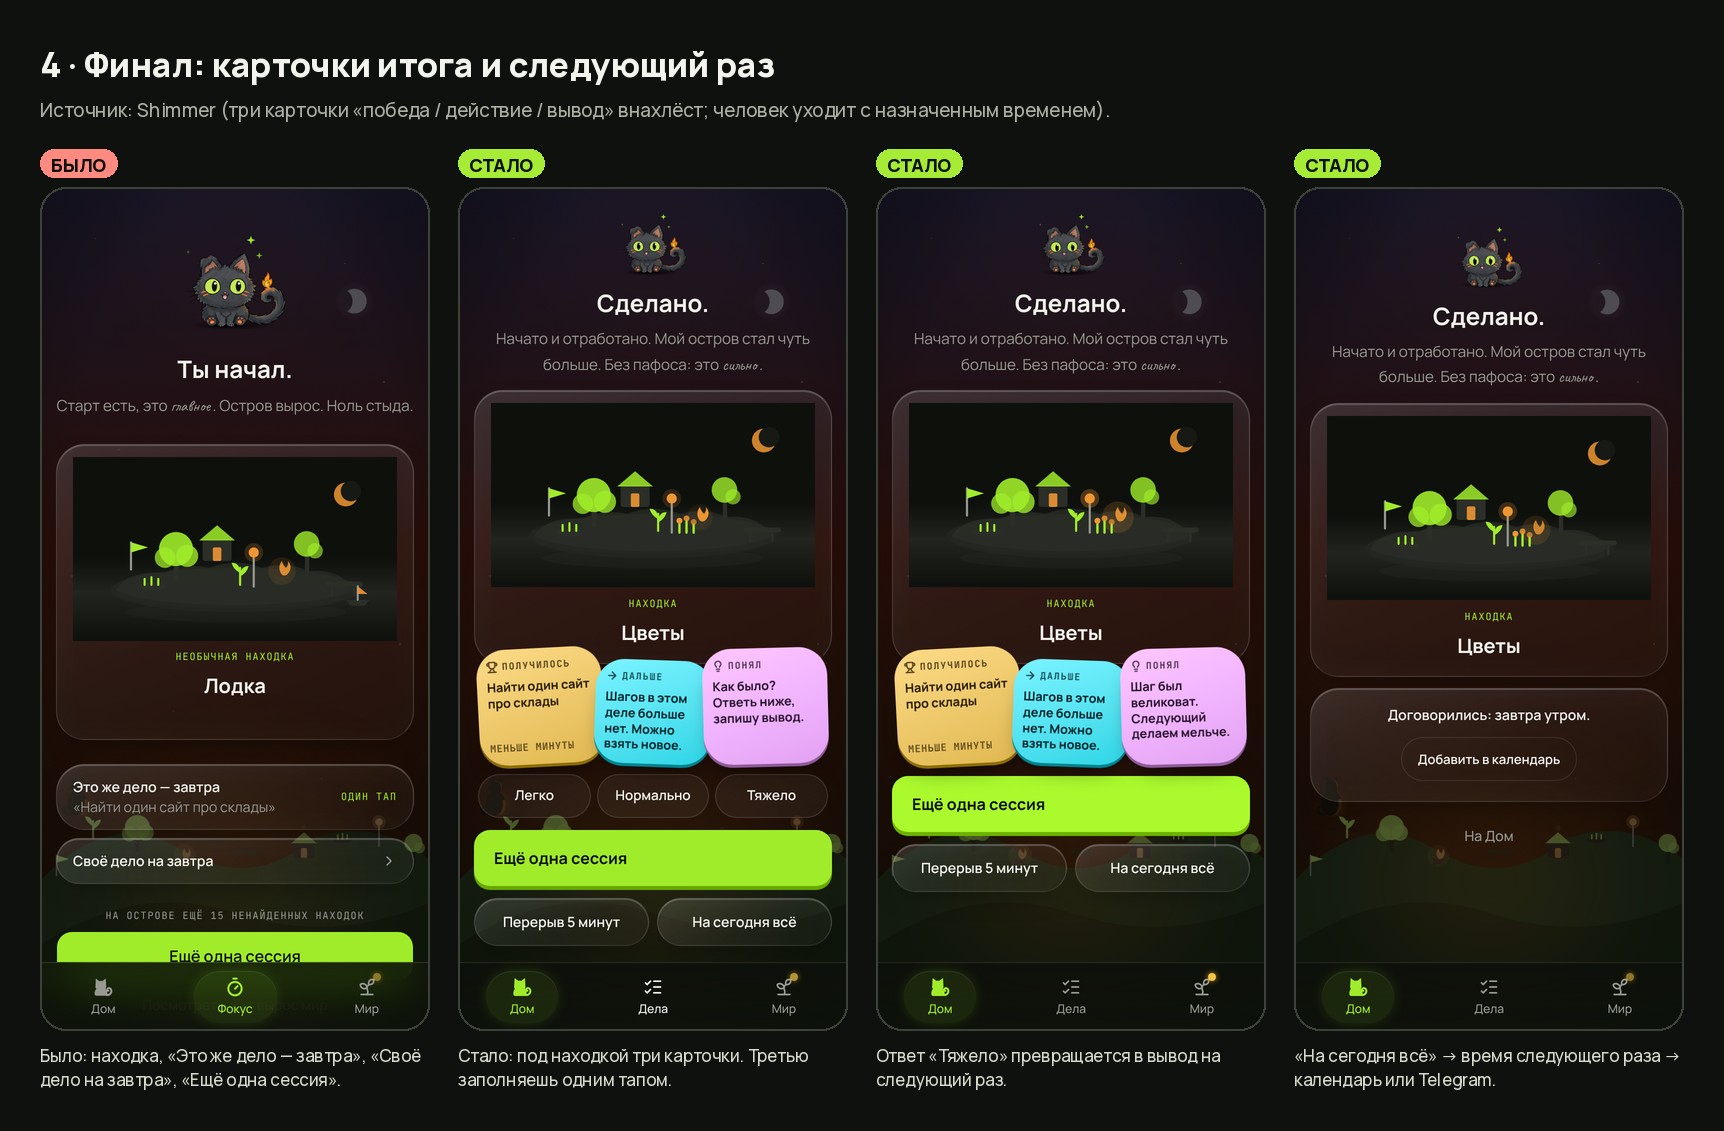 4 · Финал: карточки итога и следующий раз
Источник: Shimmer (три карточки «победа / действие / вывод» внахлёст; человек уходит с назначенным временем).
БЫЛО
Ты начал.
Старт есть, это главное. Остров вырос. Ноль стыда.
НЕОБЫЧНАЯ НАХОДКА
Лодка
Это же дело — завтра
«Найти один сайт про склады»
ОДИН ТАП
Своё дело на завтра
НА ОСТРОВЕ ЕЩЁ 15 НЕНАЙДЕННЫХ НАХОДОК
Ещё одна сессия
Дом
Фокус
Мир
Было: находка, «Это же дело — завтра», «Своё
дело на завтра», «Ещё одна сессия».
СТАЛО
Сделано.
Начато и отработано. Мой остров стал чуть
больше. Без пафоса: это сильно.
НАХОДКА
Цветы
ПОЛУЧИЛОСЬ
Найти один сайт
про склады
МЕНЬШЕ МИНУТЫ
ДАЛЬШЕ
Шагов в этом
деле больше
нет. Можно
взять новое.
ПОНЯЛ
Как было?
Ответь ниже,
запишу вывод.
Легко
Нормально
Тяжело
Ещё одна сессия
Перерыв 5 минут
На сегодня всё
Дом
Дела
Мир
Стало: под находкой три карточки. Третью
заполняешь одним тапом.
СТАЛО
Сделано.
Начато и отработано. Мой остров стал чуть
больше. Без пафоса: это сильно.
НАХОДКА
Цветы
ПОЛУЧИЛОСЬ
Найти один сайт
про склады
МЕНЬШЕ МИНУТЫ
ДАЛЬШЕ
Шагов в этом
деле больше
нет. Можно
взять новое.
ПОНЯЛ
Шаг был
великоват.
Следующий
делаем мельче.
Ещё одна сессия
Перерыв 5 минут
На сегодня всё
Дом
Дела
Мир
Ответ «Тяжело» превращается в вывод на
следующий раз.
СТАЛО
Сделано.
Начато и отработано. Мой остров стал чуть
больше. Без пафоса: это сильно.
НАХОДКА
Цветы
Договорились: завтра утром.
Добавить в календарь
На Дом
Дом
Дела
Мир
«На сегодня всё» → время следующего раза →
календарь или Telegram.